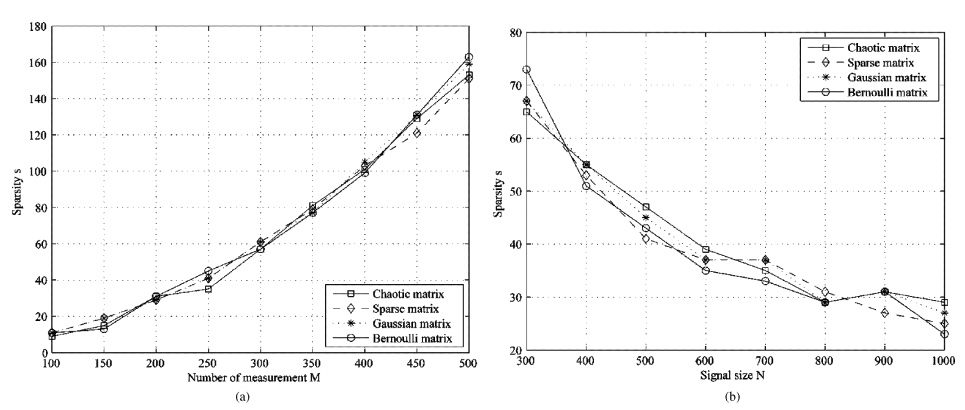 180
160
140
120
100
80
60
40
20
0
Sparsity s
100
150
200
250
300
350
400
450
500
Number of measurement M
Chaotic matrix
Sparse matrix
Gaussian matrix
Bernoulli matrix
(a)
80
70
60
50
40
30
20
Sparsity s
300
400
500
600
700
800
900
1000
Signal size N
Chaotic matrix
Sparse matrix
Gaussian matrix
Bernoulli matrix
(b)